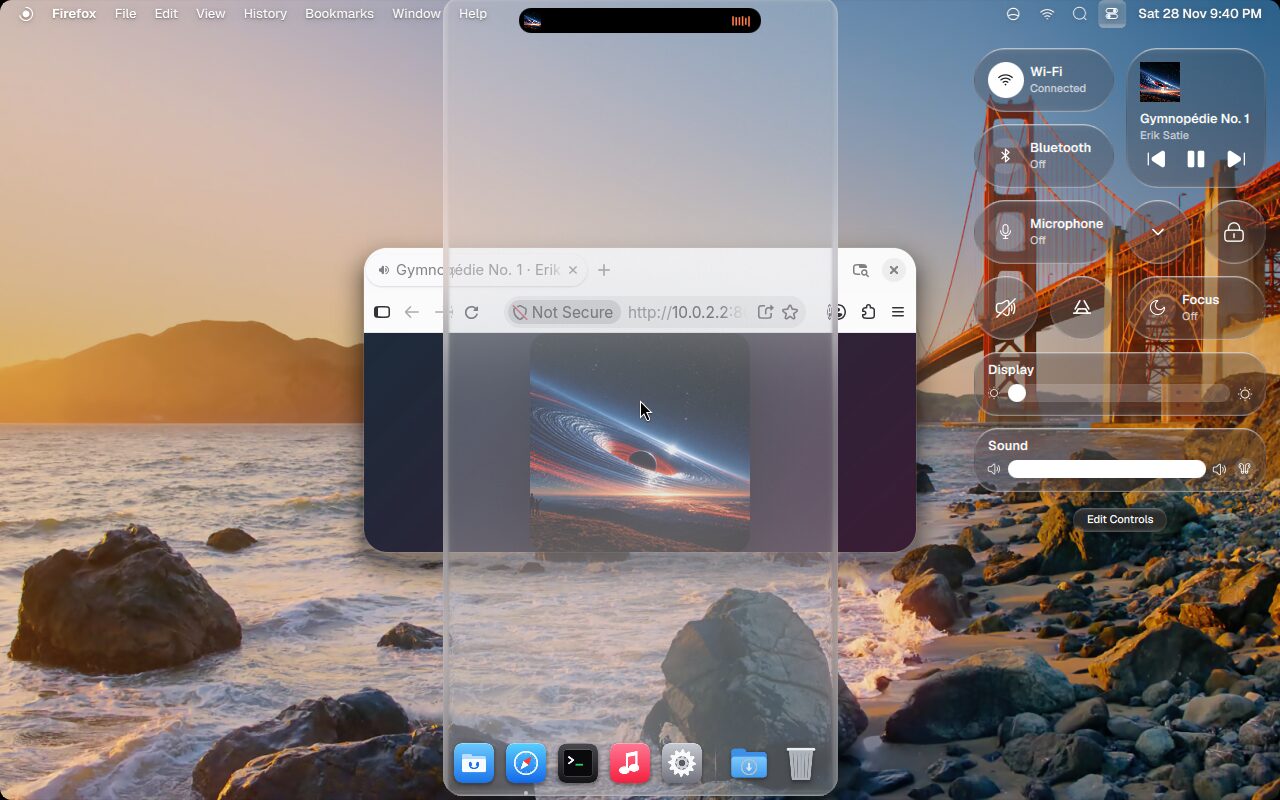 Firefox File Edit View History Bookmarks Window Help
Sat 28 Nov 9:40 PM
Wi-Fi
Connected
Gymnopédie No. 1
Erik Satie
Bluetooth
Off
Microphone
Off
Focus
Off
Display
Sound
Edit Controls
Gymnopédie No. 1 · Erik
Not Secure http://10.0.2.2:8